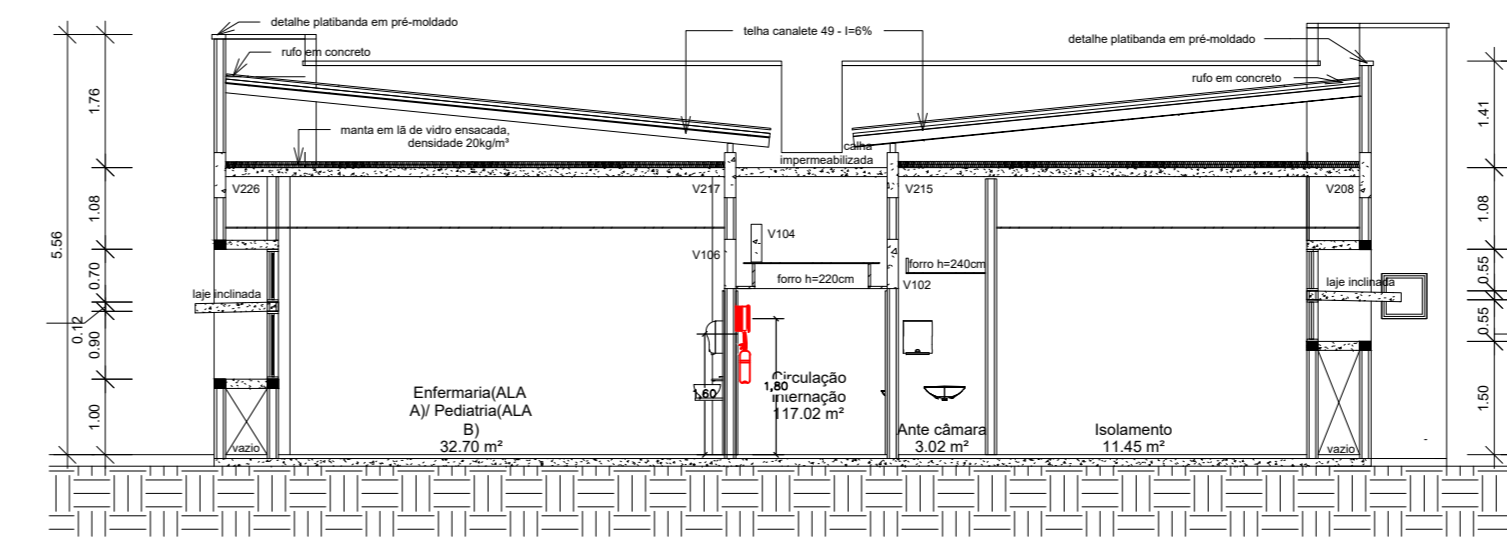 detalhe platibanda em pré-moldado
telha canalete 49 - I=6%
detalhe platibanda em pré-moldado
rufo em concreto
rufo em concreto
1.76
1.41
manta em lã de vidro ensacada,
densidade 20kg/m³
calha
impermeabilizada
V226
V217
V215
V208
1.08
1.08
5.56
V104
V106
forro h=220cm
forro h=240cm
V102
0.70
0.55
laje inclinada
laje inclinada
0.12
0.90
0.55
1,60
1,80
Enfermaria(ALA
A)/ Pediatria(ALA
B)
32.70 m²
Circulação
Internação
117.02 m²
Ante câmara
3.02 m²
Isolamento
11.45 m²
1.00
1.50
vazio
vazio